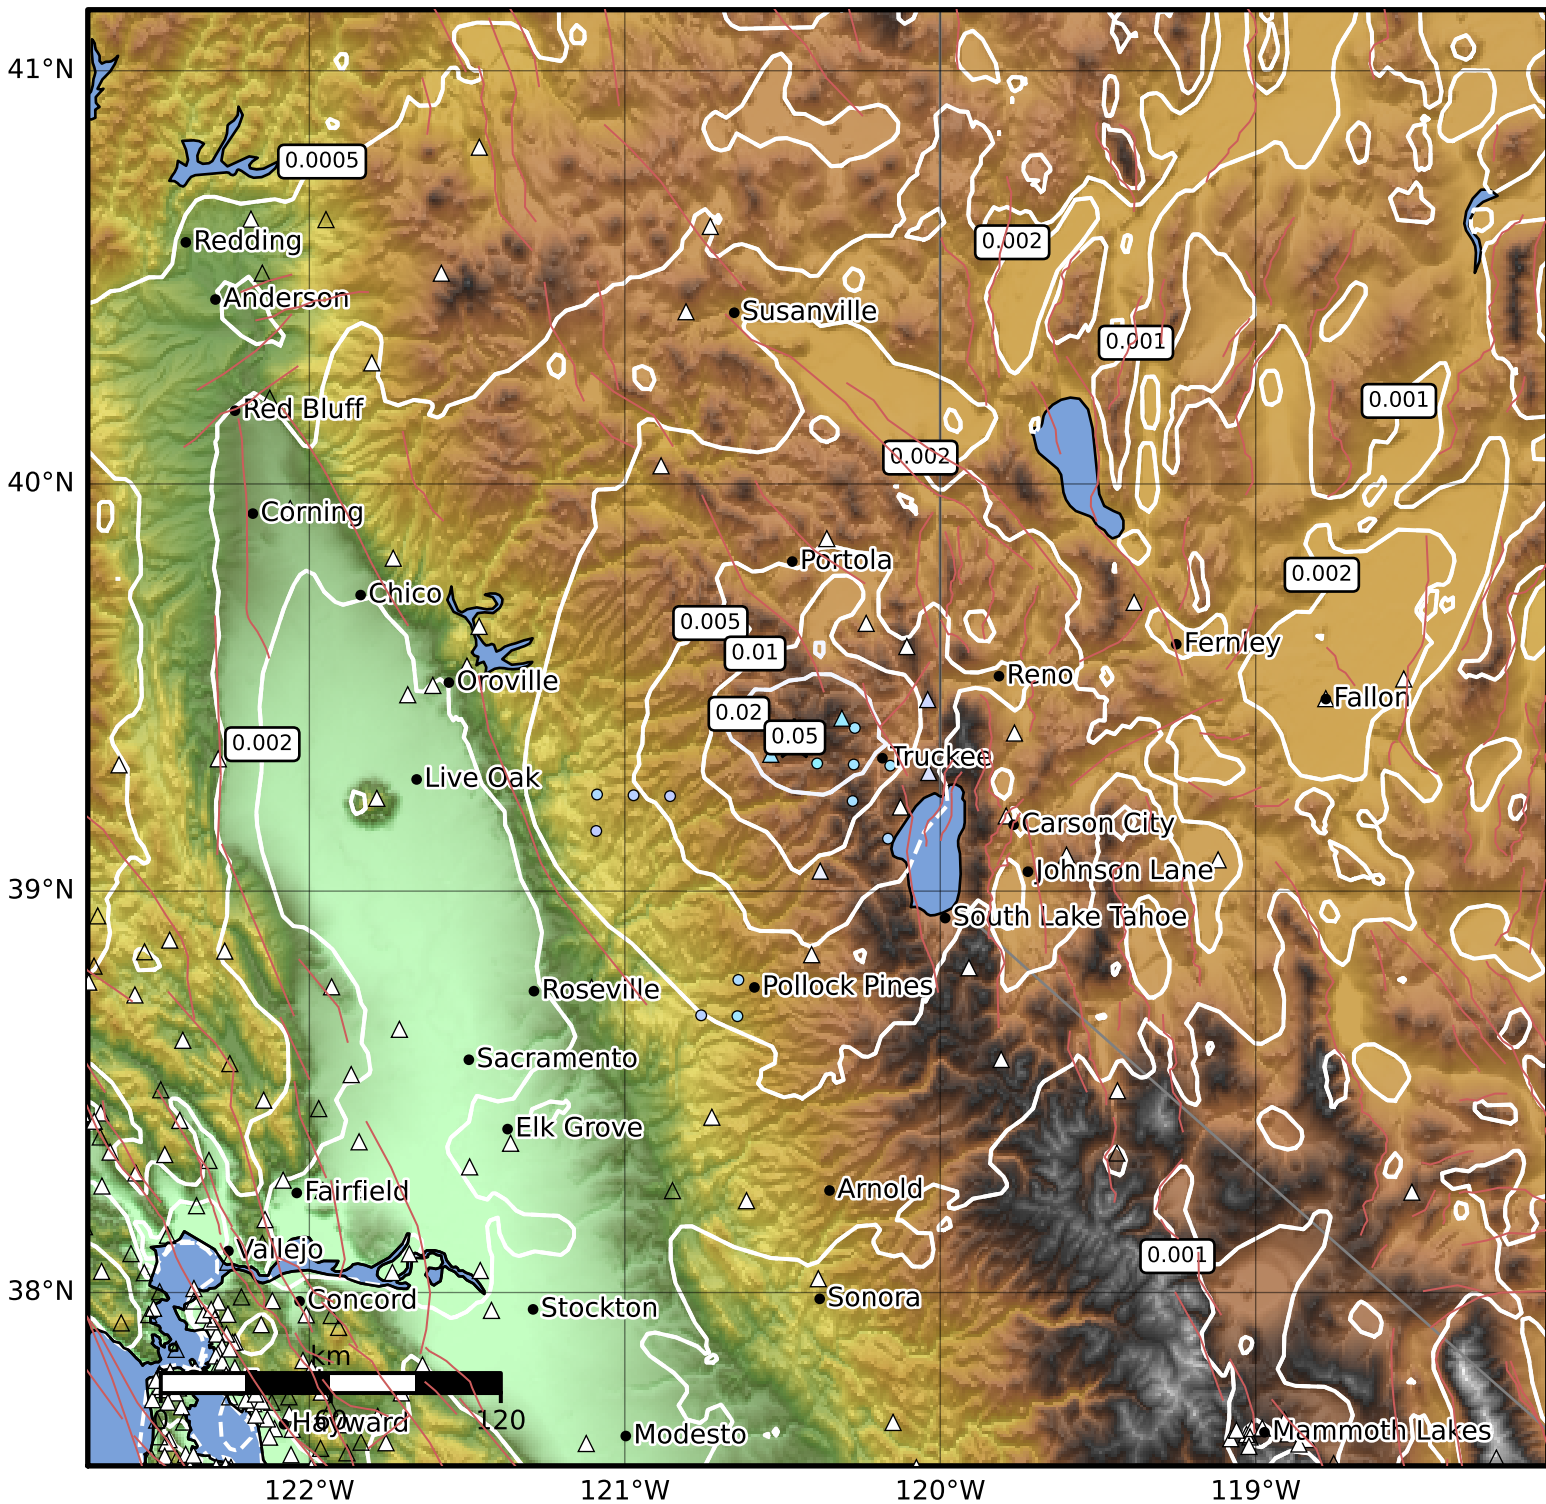 41°N
0.0005
Redding
0.002
Anderson
Susanville
0.001
0.001
Red Bluff
0.002
40°N
Corning
Portola
0.002
Chico
0.005
Fernley
0.01
Reno
Oroville
Fallon
0.02
0.05
0.002
Truckee
Live Oak
Carson City
Johnson Lane
39°N
South Lake Tahoe
Pollock Pines
Roseville
Sacramento
Elk Grove
Arnold
Fairfield
Vallejo
0.001
38°N
Concord
Sonora
Stockton
km
0 60 120
Hayward
Modesto
Mammoth Lakes
122°W 121°W 120°W 119°W